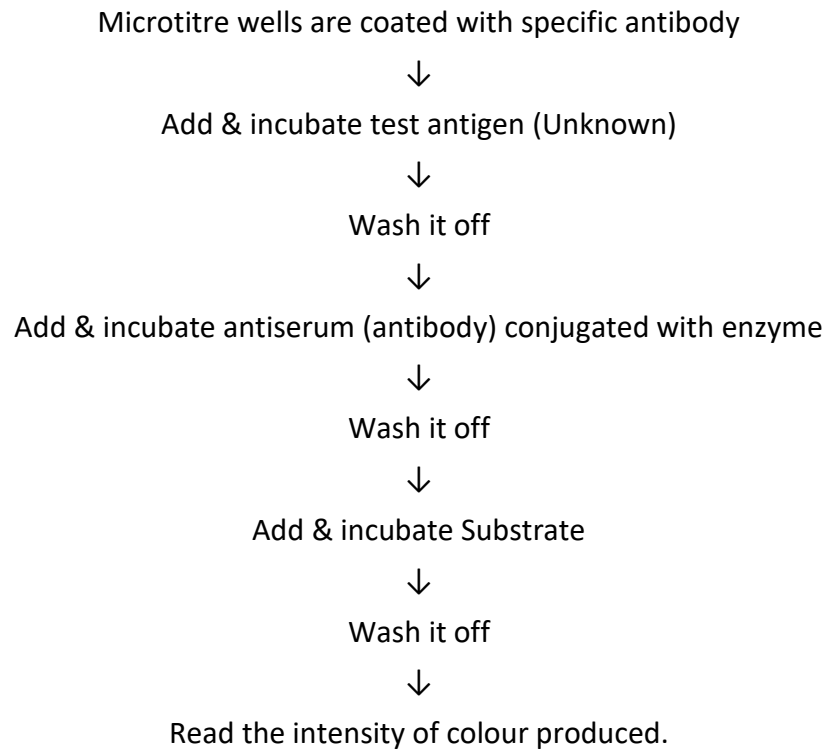 Microtitre wells are coated with specific antibody
↓
Add & incubate test antigen (Unknown)
↓
Wash it off
↓
Add & incubate antiserum (antibody) conjugated with enzyme
↓
Wash it off
↓
Add & incubate Substrate
↓
Wash it off
↓
Read the intensity of colour produced.